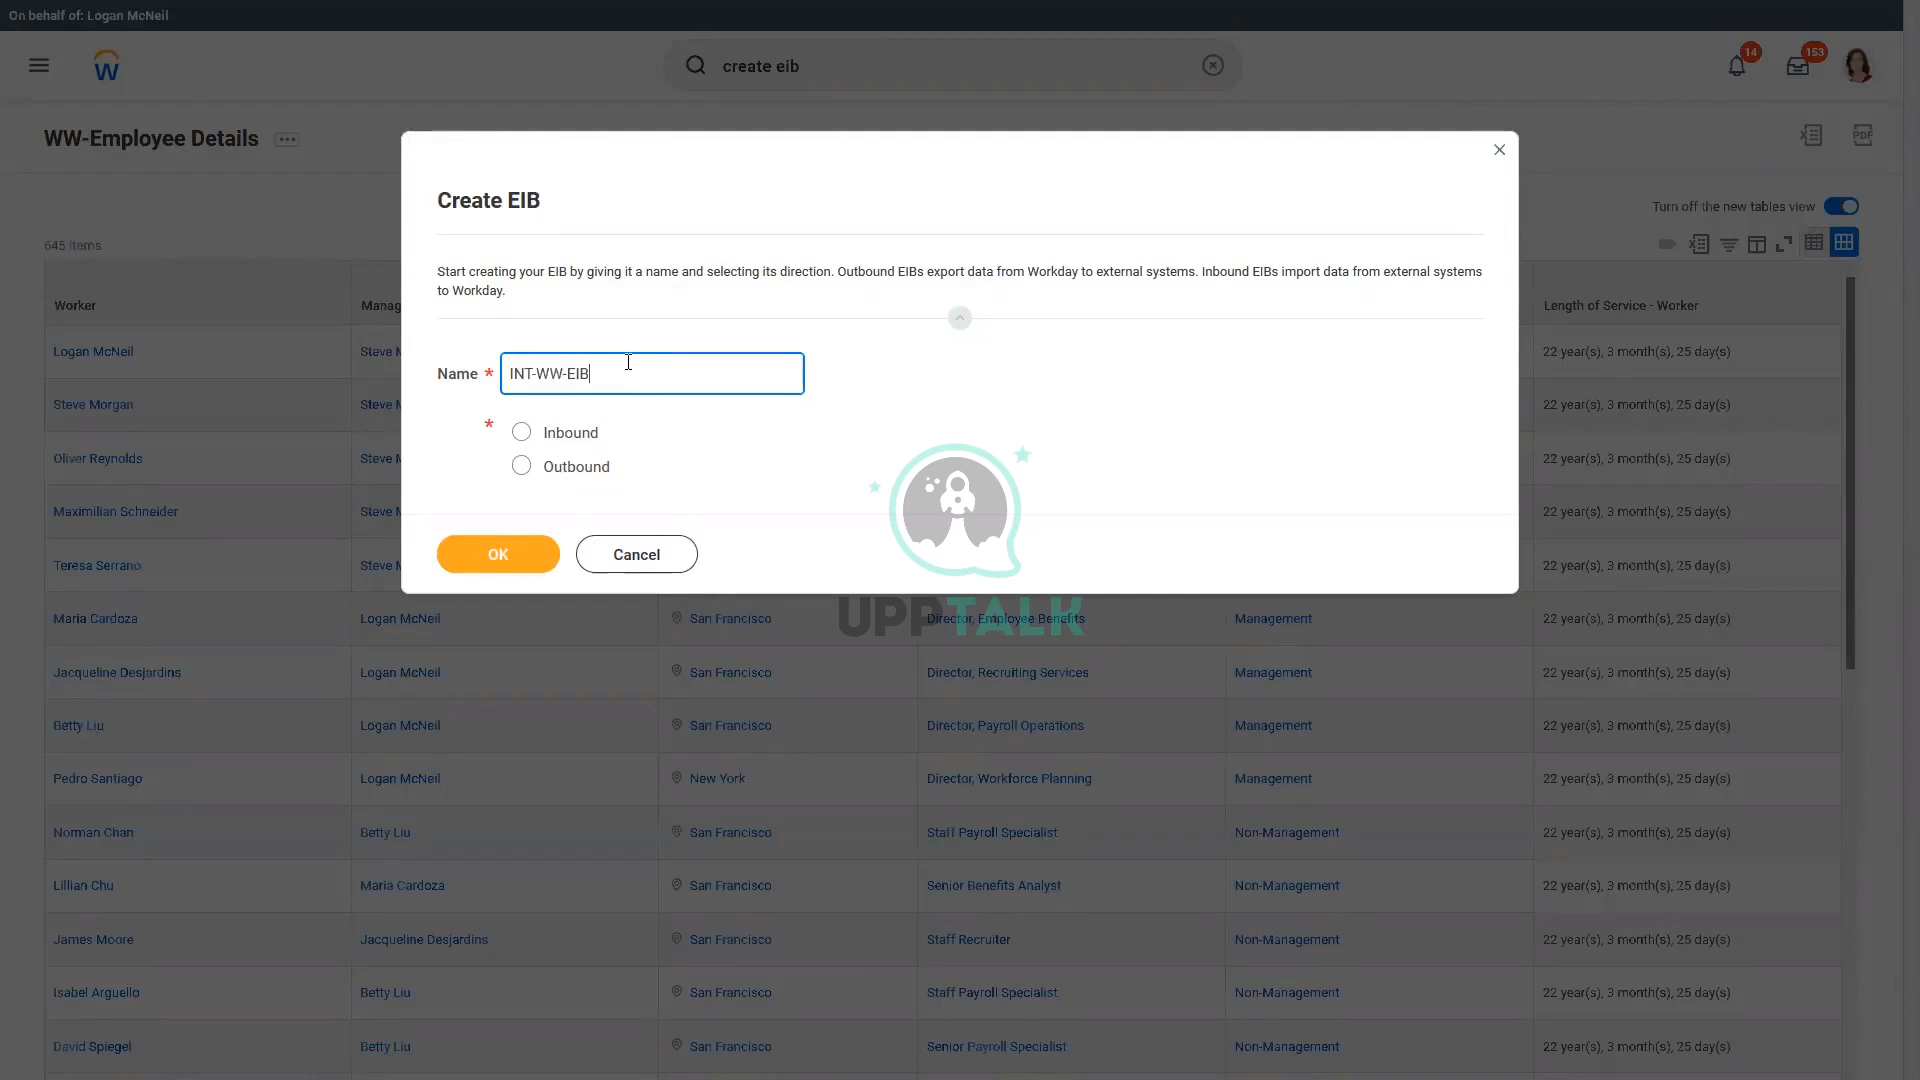 On behalf of: Logan McNeil
W
create eib
14
153
WW-Employee Details
PDF
Turn off the new tables view
645 items
Create EIB
Start creating your EIB by giving it a name and selecting its direction. Outbound EIBs export data from Workday to external systems. Inbound EIBs import data from external systems
to Workday.
Name *
INT-WW-EIB
*
Inbound
Outbound
OK
Cancel
UPPTALK
Worker Manag Length of Service - Worker
Logan McNeil Steve M 22 year(s), 3 month(s), 25 day(s)
Steve Morgan Steve M 22 year(s), 3 month(s), 25 day(s)
Oliver Reynolds Steve M 22 year(s), 3 month(s), 25 day(s)
Maximilian Schneider Steve M 22 year(s), 3 month(s), 25 day(s)
Teresa Serrano Steve M 22 year(s), 3 month(s), 25 day(s)
Maria Cardoza Logan McNeil San Francisco Director, Employee Benefits Management 22 year(s), 3 month(s), 25 day(s)
Jacqueline Desjardins Logan McNeil San Francisco Director, Recruiting Services Management 22 year(s), 3 month(s), 25 day(s)
Betty Liu Logan McNeil San Francisco Director, Payroll Operations Management 22 year(s), 3 month(s), 25 day(s)
Pedro Santiago Logan McNeil New York Director, Workforce Planning Management 22 year(s), 3 month(s), 25 day(s)
Norman Chan Betty Liu San Francisco Staff Payroll Specialist Non-Management 22 year(s), 3 month(s), 25 day(s)
Lillian Chu Maria Cardoza San Francisco Senior Benefits Analyst Non-Management 22 year(s), 3 month(s), 25 day(s)
James Moore Jacqueline Desjardins San Francisco Staff Recruiter Non-Management 22 year(s), 3 month(s), 25 day(s)
Isabel Arguello Betty Liu San Francisco Staff Payroll Specialist Non-Management 22 year(s), 3 month(s), 25 day(s)
David Spiegel Betty Liu San Francisco Senior Payroll Specialist Non-Management 22 year(s), 3 month(s), 25 day(s)